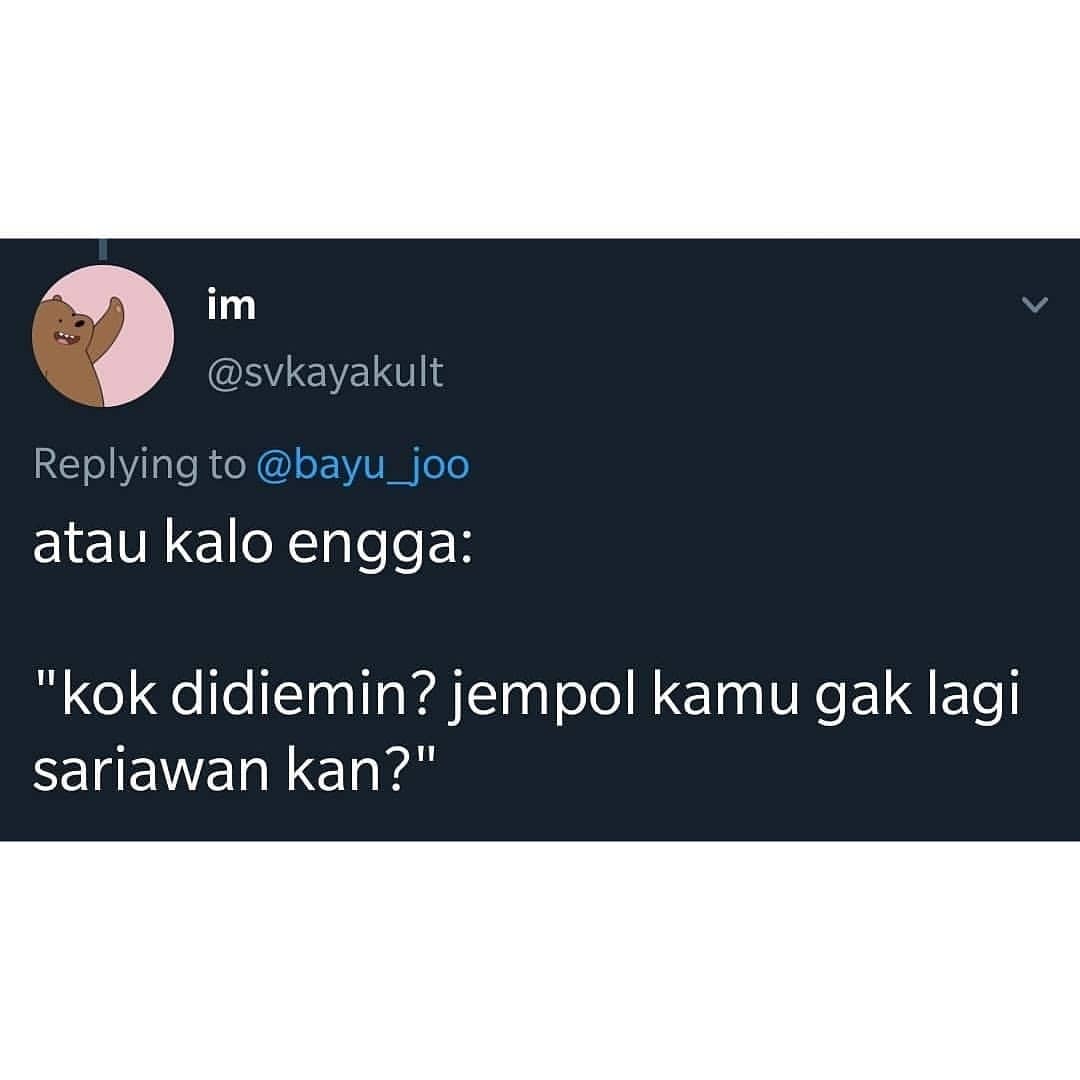 im
@svkayakult
Replying to @bayu_joo
atau kalo engga:
"kok didiemin? jempol kamu gak lagi
sariawan kan?"